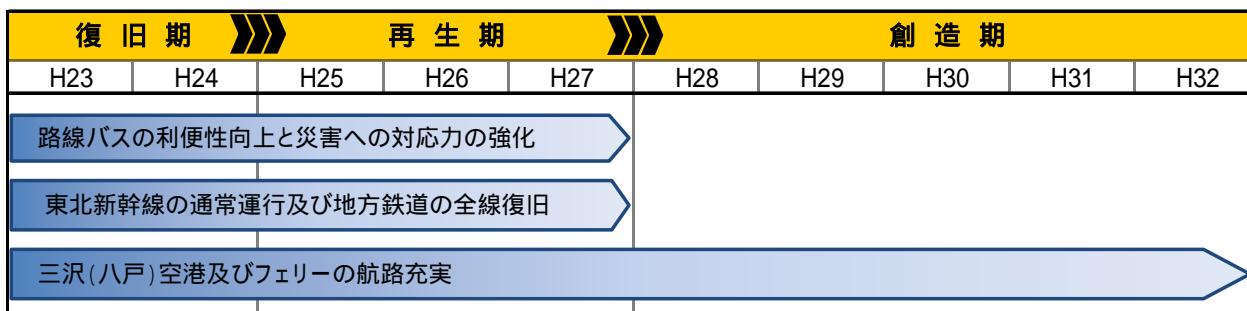 復旧期 再生期 創造期
H23 H24 H25 H26 H27 H28 H29 H30 H31 H32
路線バスの利便性向上と災害への対応力の強化
東北新幹線の通常運行及び地方鉄道の全線復旧
三沢(八戸)空港及びフェリーの航路充実